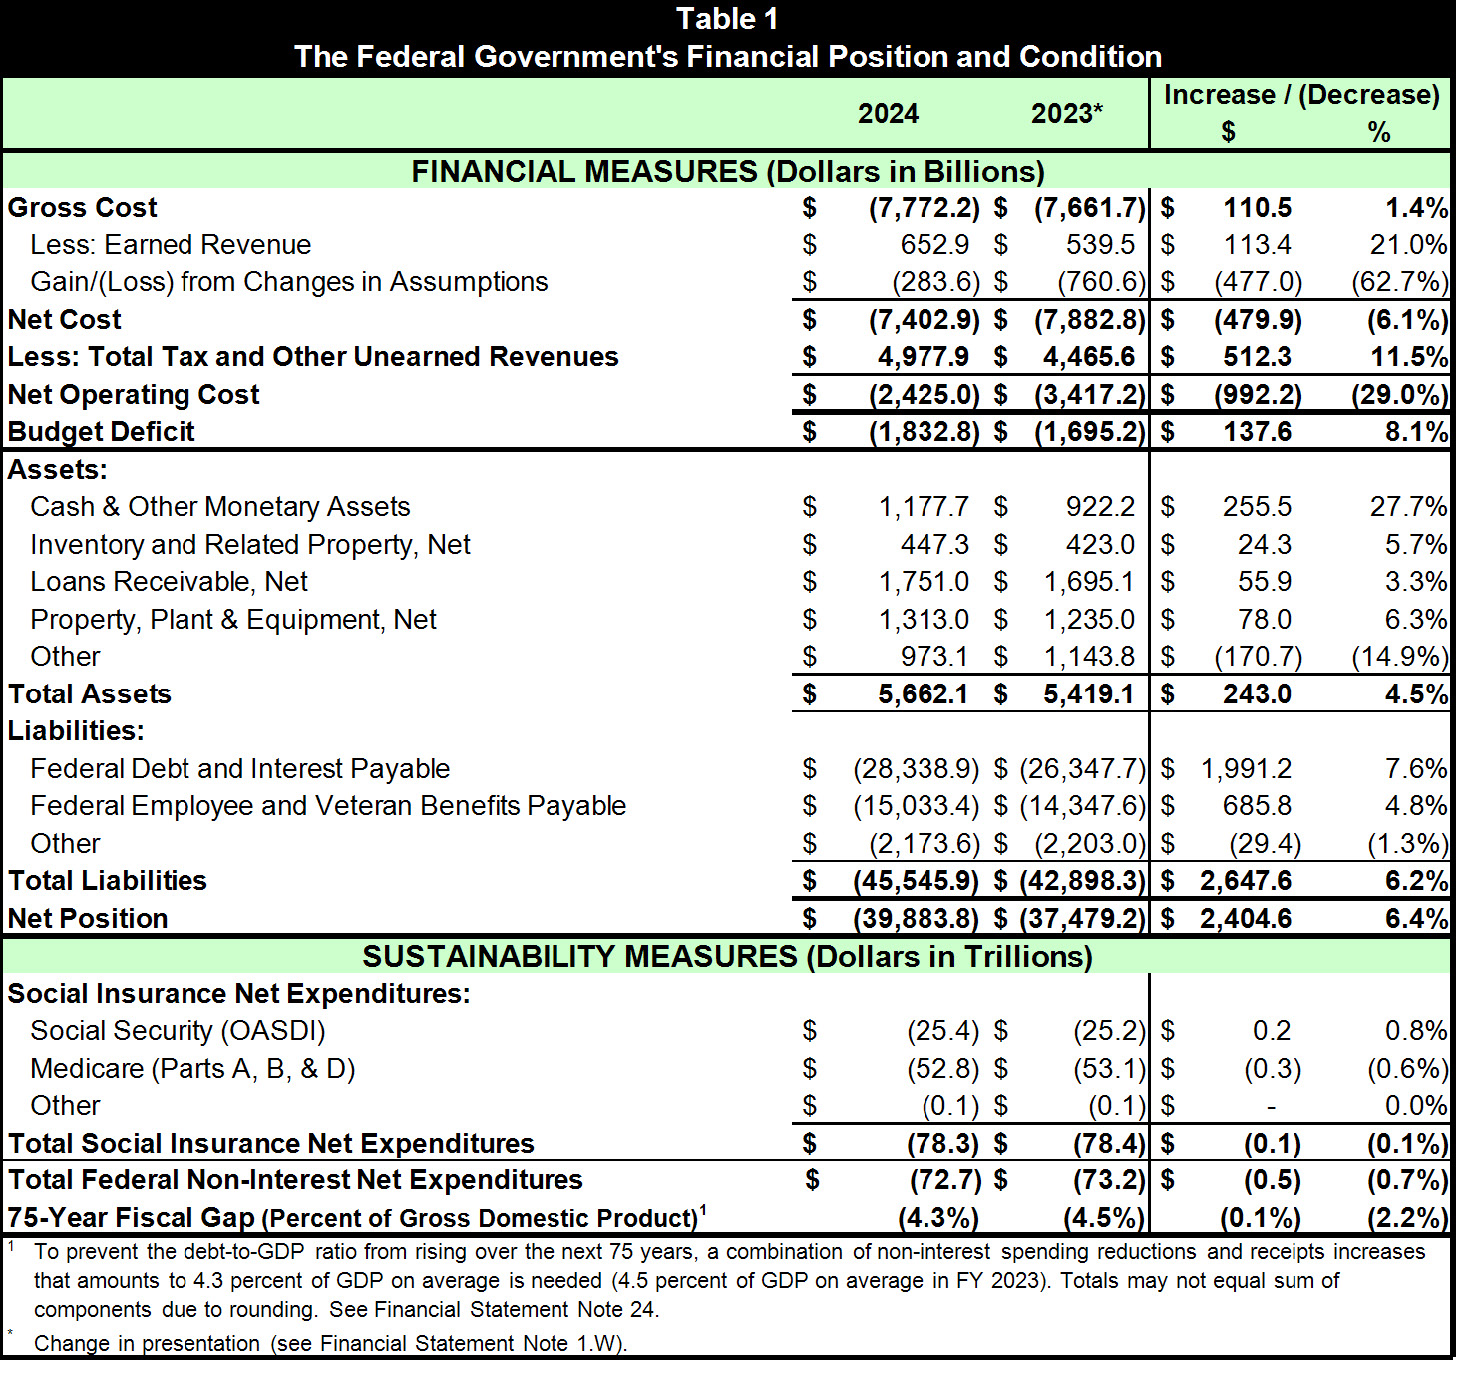 Table 1
The Federal Government's Financial Position and Condition
2024 2023* Increase / (Decrease)
$ %
FINANCIAL MEASURES (Dollars in Billions)
Gross Cost $ (7,772.2) $ (7,661.7) $ 110.5 1.4%
Less: Earned Revenue $ 652.9 $ 539.5 $ 113.4 21.0%
Gain/(Loss) from Changes in Assumptions $ (283.6) $ (760.6) $ (477.0) (62.7%)
Net Cost $ (7,402.9) $ (7,882.8) $ (479.9) (6.1%)
Less: Total Tax and Other Unearned Revenues $ 4,977.9 $ 4,465.6 $ 512.3 11.5%
Net Operating Cost $ (2,425.0) $ (3,417.2) $ (992.2) (29.0%)
Budget Deficit $ (1,832.8) $ (1,695.2) $ 137.6 8.1%
Assets:
Cash & Other Monetary Assets $ 1,177.7 $ 922.2 $ 255.5 27.7%
Inventory and Related Property, Net $ 447.3 $ 423.0 $ 24.3 5.7%
Loans Receivable, Net $ 1,751.0 $ 1,695.1 $ 55.9 3.3%
Property, Plant & Equipment, Net $ 1,313.0 $ 1,235.0 $ 78.0 6.3%
Other $ 973.1 $ 1,143.8 $ (170.7) (14.9%)
Total Assets $ 5,662.1 $ 5,419.1 $ 243.0 4.5%
Liabilities:
Federal Debt and Interest Payable $ (28,338.9) $ (26,347.7) $ 1,991.2 7.6%
Federal Employee and Veteran Benefits Payable $ (15,033.4) $ (14,347.6) $ 685.8 4.8%
Other $ (2,173.6) $ (2,203.0) $ (29.4) (1.3%)
Total Liabilities $ (45,545.9) $ (42,898.3) $ 2,647.6 6.2%
Net Position $ (39,883.8) $ (37,479.2) $ 2,404.6 6.4%
SUSTAINABILITY MEASURES (Dollars in Trillions)
Social Insurance Net Expenditures:
Social Security (OASDI) $ (25.4) $ (25.2) $ 0.2 0.8%
Medicare (Parts A, B, & D) $ (52.8) $ (53.1) $ (0.3) (0.6%)
Other $ (0.1) $ (0.1) $ - 0.0%
Total Social Insurance Net Expenditures $ (78.3) $ (78.4) $ (0.1) (0.1%)
Total Federal Non-Interest Net Expenditures $ (72.7) $ (73.2) $ (0.5) (0.7%)
75-Year Fiscal Gap (Percent of Gross Domestic Product)¹ (4.3%) (4.5%) (0.1%) (2.2%)
¹ To prevent the debt-to-GDP ratio from rising over the next 75 years, a combination of non-interest spending reductions and receipts increases
that amounts to 4.3 percent of GDP on average is needed (4.5 percent of GDP on average in FY 2023). Totals may not equal sum of
components due to rounding. See Financial Statement Note 24.
* Change in presentation (see Financial Statement Note 1.W).